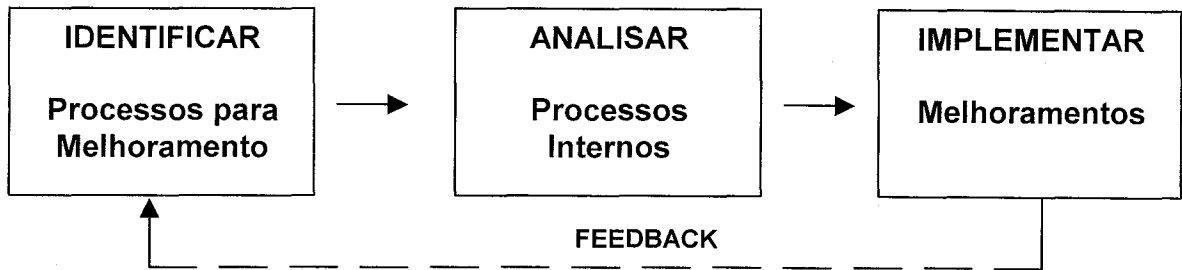 IDENTIFICAR
Processos para
Melhoramento
ANALISAR
Processos
Internos
IMPLEMENTAR
Melhoramentos
FEEDBACK